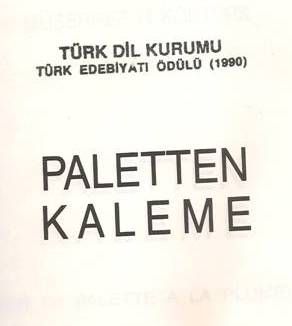 TÜRK DİL KURUMU
TÜRK EDEBİYATI ÖDÜLÜ (1990)
PALETTEN
KALEME